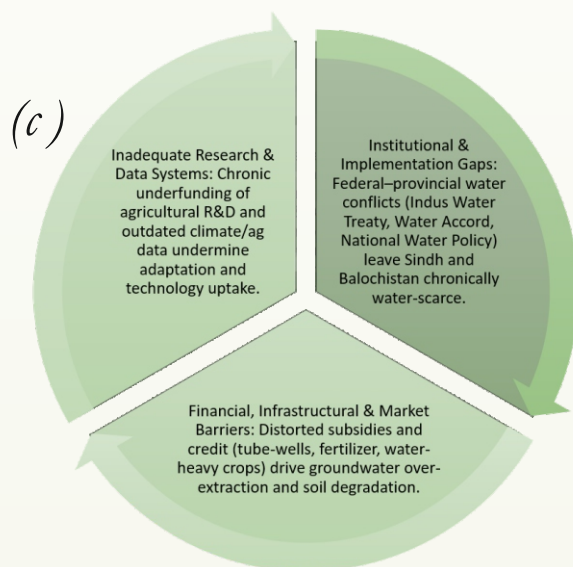 (c)
Inadequate Research &
Data Systems: Chronic
underfunding of
agricultural R&D and
outdated climate/ag
data undermine
adaptation and
technology uptake.
Institutional &
Implementation Gaps:
Federal–provincial water
conflicts (Indus Water
Treaty, Water Accord,
National Water Policy)
leave Sindh and
Balochistan chronically
water-scarce.
Financial, Infrastructural & Market
Barriers: Distorted subsidies and
credit (tube-wells, fertilizer, water-
heavy crops) drive groundwater over-
extraction and soil degradation.